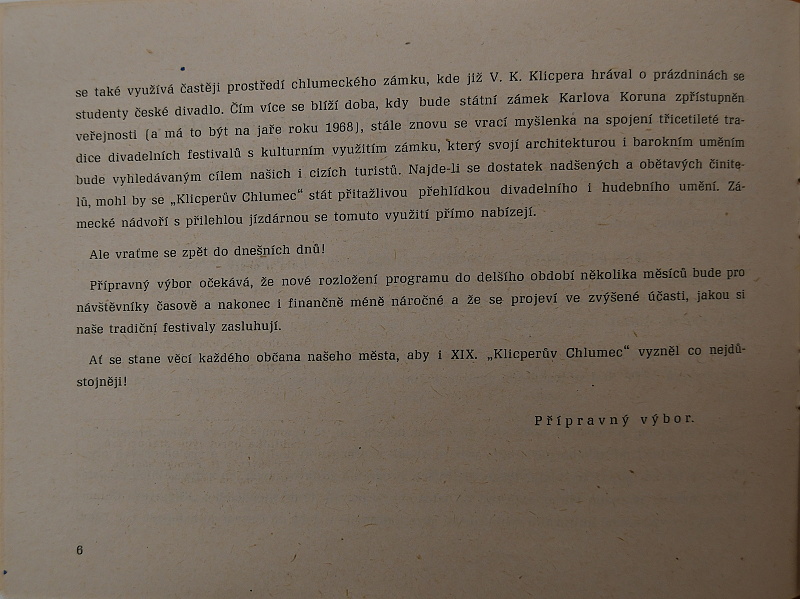 se také využívá častěji prostředí chlumeckého zámku, kde již V. K. Klicpera hrával o prázdninách se
studenty české divadlo. Čím více se blíží doba, kdy bude státní zámek Karlova Koruna zpřístupněn
veřejnosti (a má to být na jaře roku 1968), stále znovu se vrací myšlenka na spojení třicetileté tra-
dice divadelních festivalů s kulturním využitím zámku, který svojí architekturou i barokním uměním
bude vyhledávaným cílem našich i cizích turistů. Najde-li se dostatek nadšených a obětavých činite-
lů, mohl by se „Klicperův Chlumec“ stát přitažlivou přehlídkou divadelního i hudebního umění. Zá-
mecké nádvoří s přilehlou jízdárnou se tomuto využití přímo nabízejí.
Ale vraťme se zpět do dnešních dnů!
Přípravný výbor očekává, že nové rozložení programu do delšího období několika měsíců bude pro
návštěvníky časově a nakonec i finančně méně náročné a že se projeví ve zvýšené účasti, jakou si
naše tradiční festivaly zasluhují.
Ať se stane věcí každého občana našeho města, aby i XIX. „Klicperův Chlumec“ vyzněl co nejdů-
stojněji!
Přípravný výbor.
6